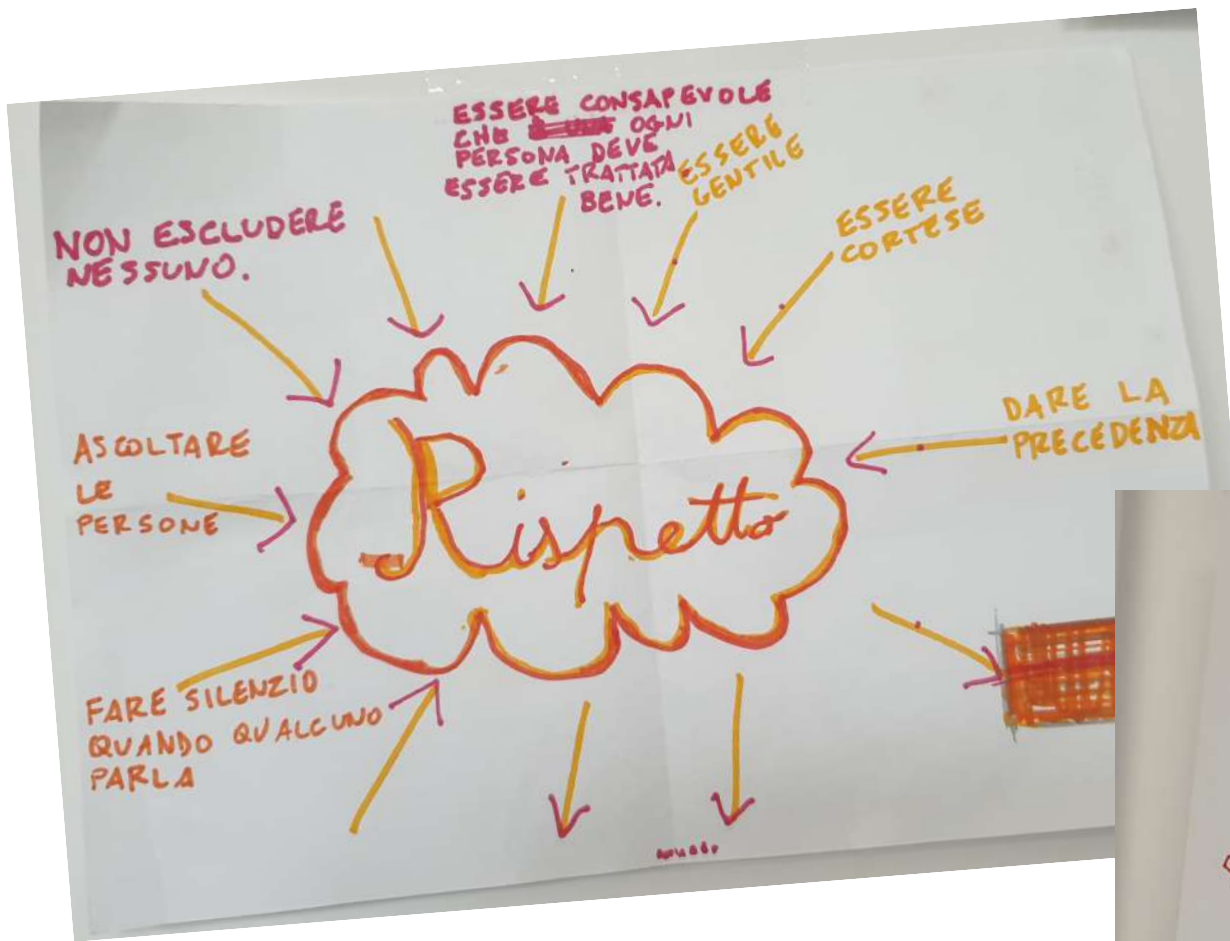 ESSERE CONSAPEVOLE
CHE OGNI
PERSONA DEVE
ESSERE TRATTATA
BENE.
ESSERE
GENTILE
ESSERE
CORTESE
NON ESCLUDERE
NESSUNO.
DARE LA
PRECEDENZA
ASCOLTARE
LE
PERSONE
Rispetto
FARE SILENZIO
QUANDO QUALCUNO
PARLA